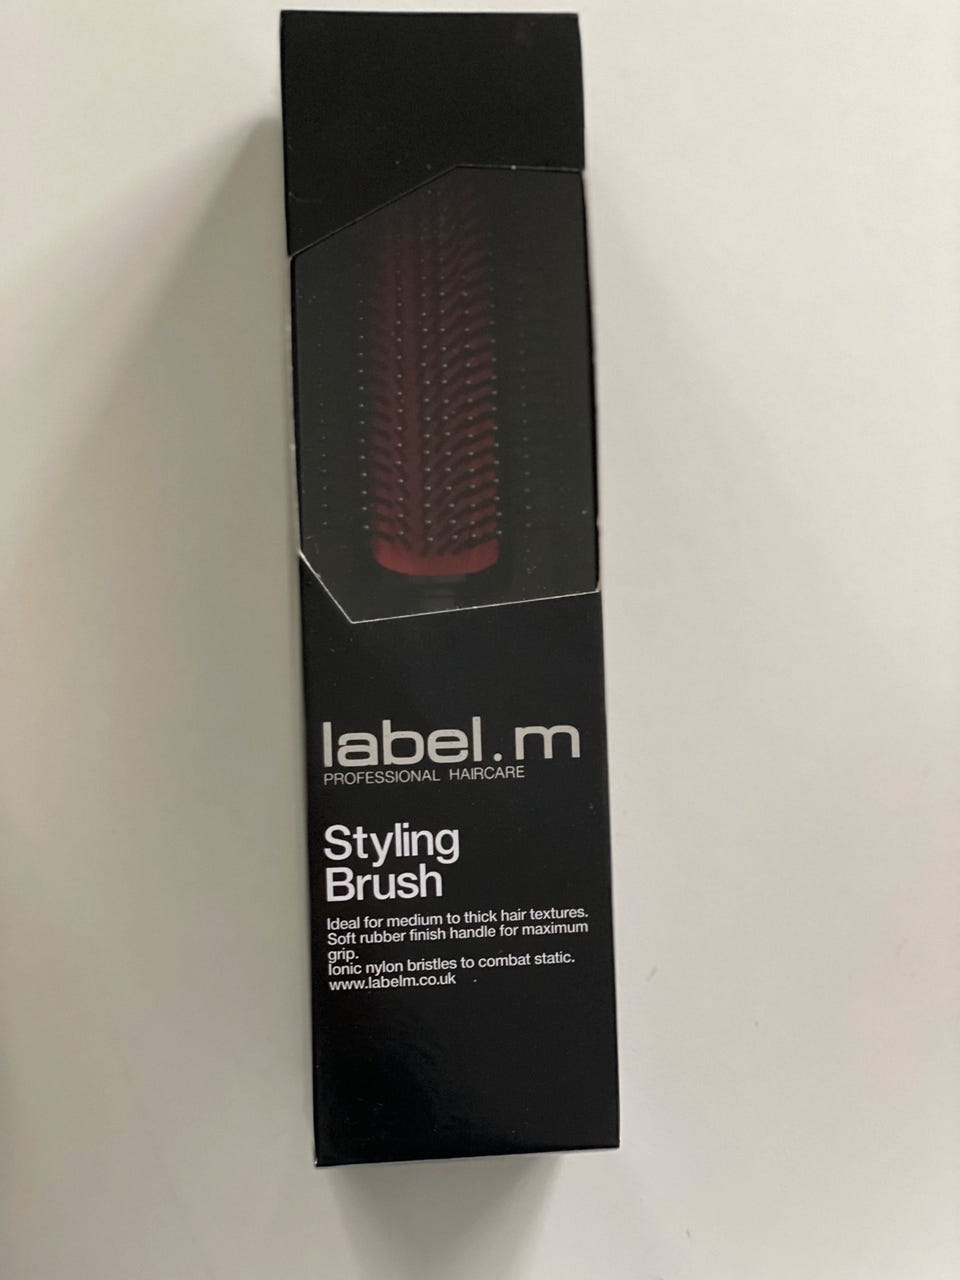 label.m
PROFESSIONAL HAIRCARE
Styling
Brush
Ideal for medium to thick hair textures.
Soft rubber finish handle for maximum
grip.
Ionic nylon bristles to combat static.
www.labelm.co.uk